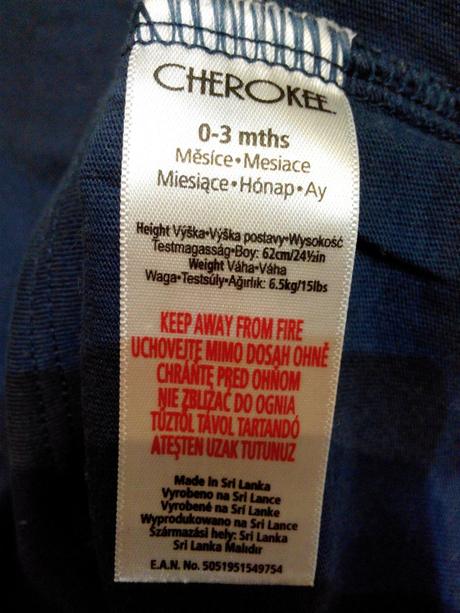 CHEROKEE
0-3 mths
Měsíce•Mesiace
Miesiące•Hónap•Ay
Height Výška•Výška postavy•Wysokość
Testmagasság•Boy: 62cm/24½in
Weight Váha•Váha
Waga•Testsúly•Ağırlık: 6.5kg/15lbs
KEEP AWAY FROM FIRE
UCHOVEJTE MIMO DOSAH OHNĚ
CHRÁŇTE PRED OHŇOM
NIE ZBLIŻAĆ DO OGNIA
TŰZTŐL TÁVOL TARTANDÓ
ATEŞTEN UZAK TUTUNUZ
Made in Sri Lanka
Vyrobeno na Srí Lance
Vyrobené na Srí Lanke
Wyprodukowano na Sri Lance
Származási hely: Srí Lanka
Sri Lanka Malıdır
E.A.N. No. 5051951549754